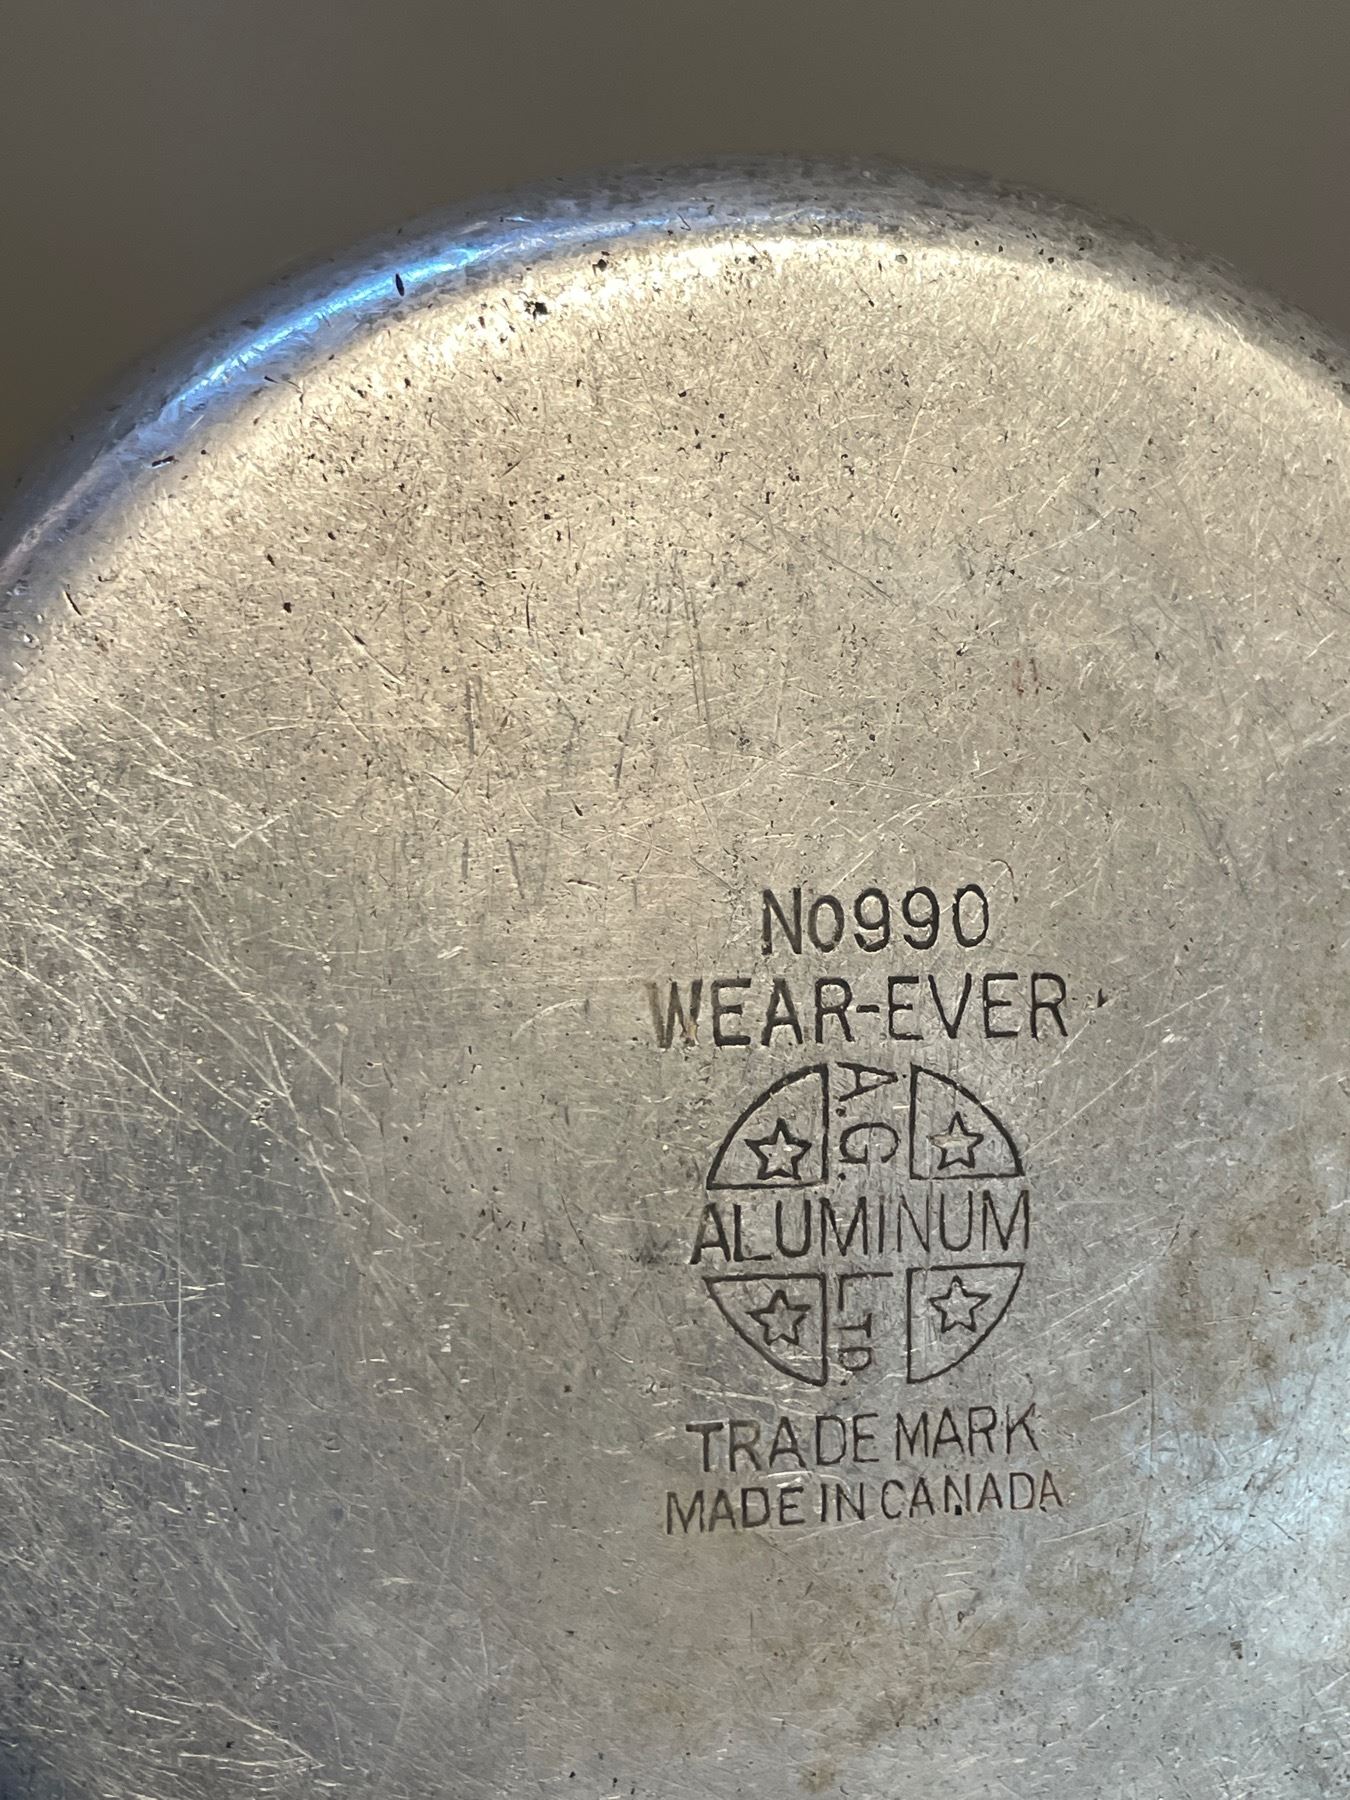 No990
WEAR-EVER
A.G.
ALUMINUM
LTD
TRADE MARK
MADE IN CANADA